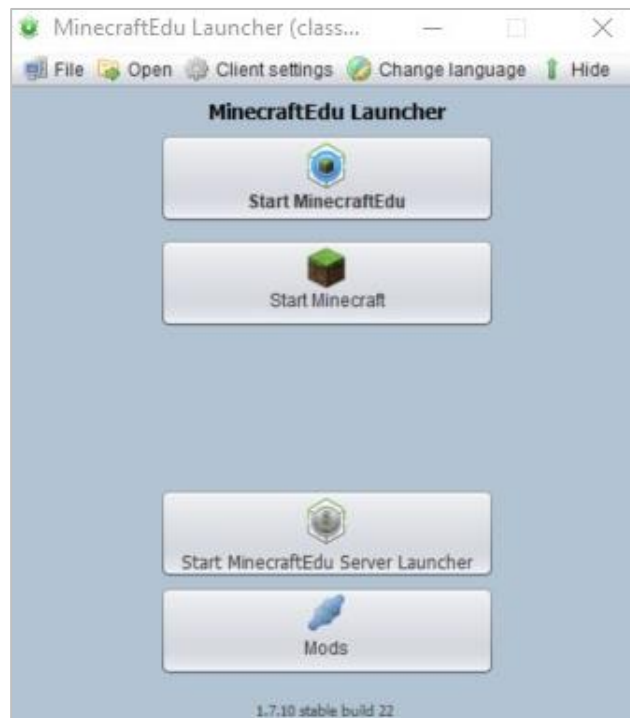 MinecraftEdu Launcher (class...
File Open Client settings Change language Hide
MinecraftEdu Launcher
Start MinecraftEdu
Start Minecraft
Start MinecraftEdu Server Launcher
Mods
1.7.10 stable build 22